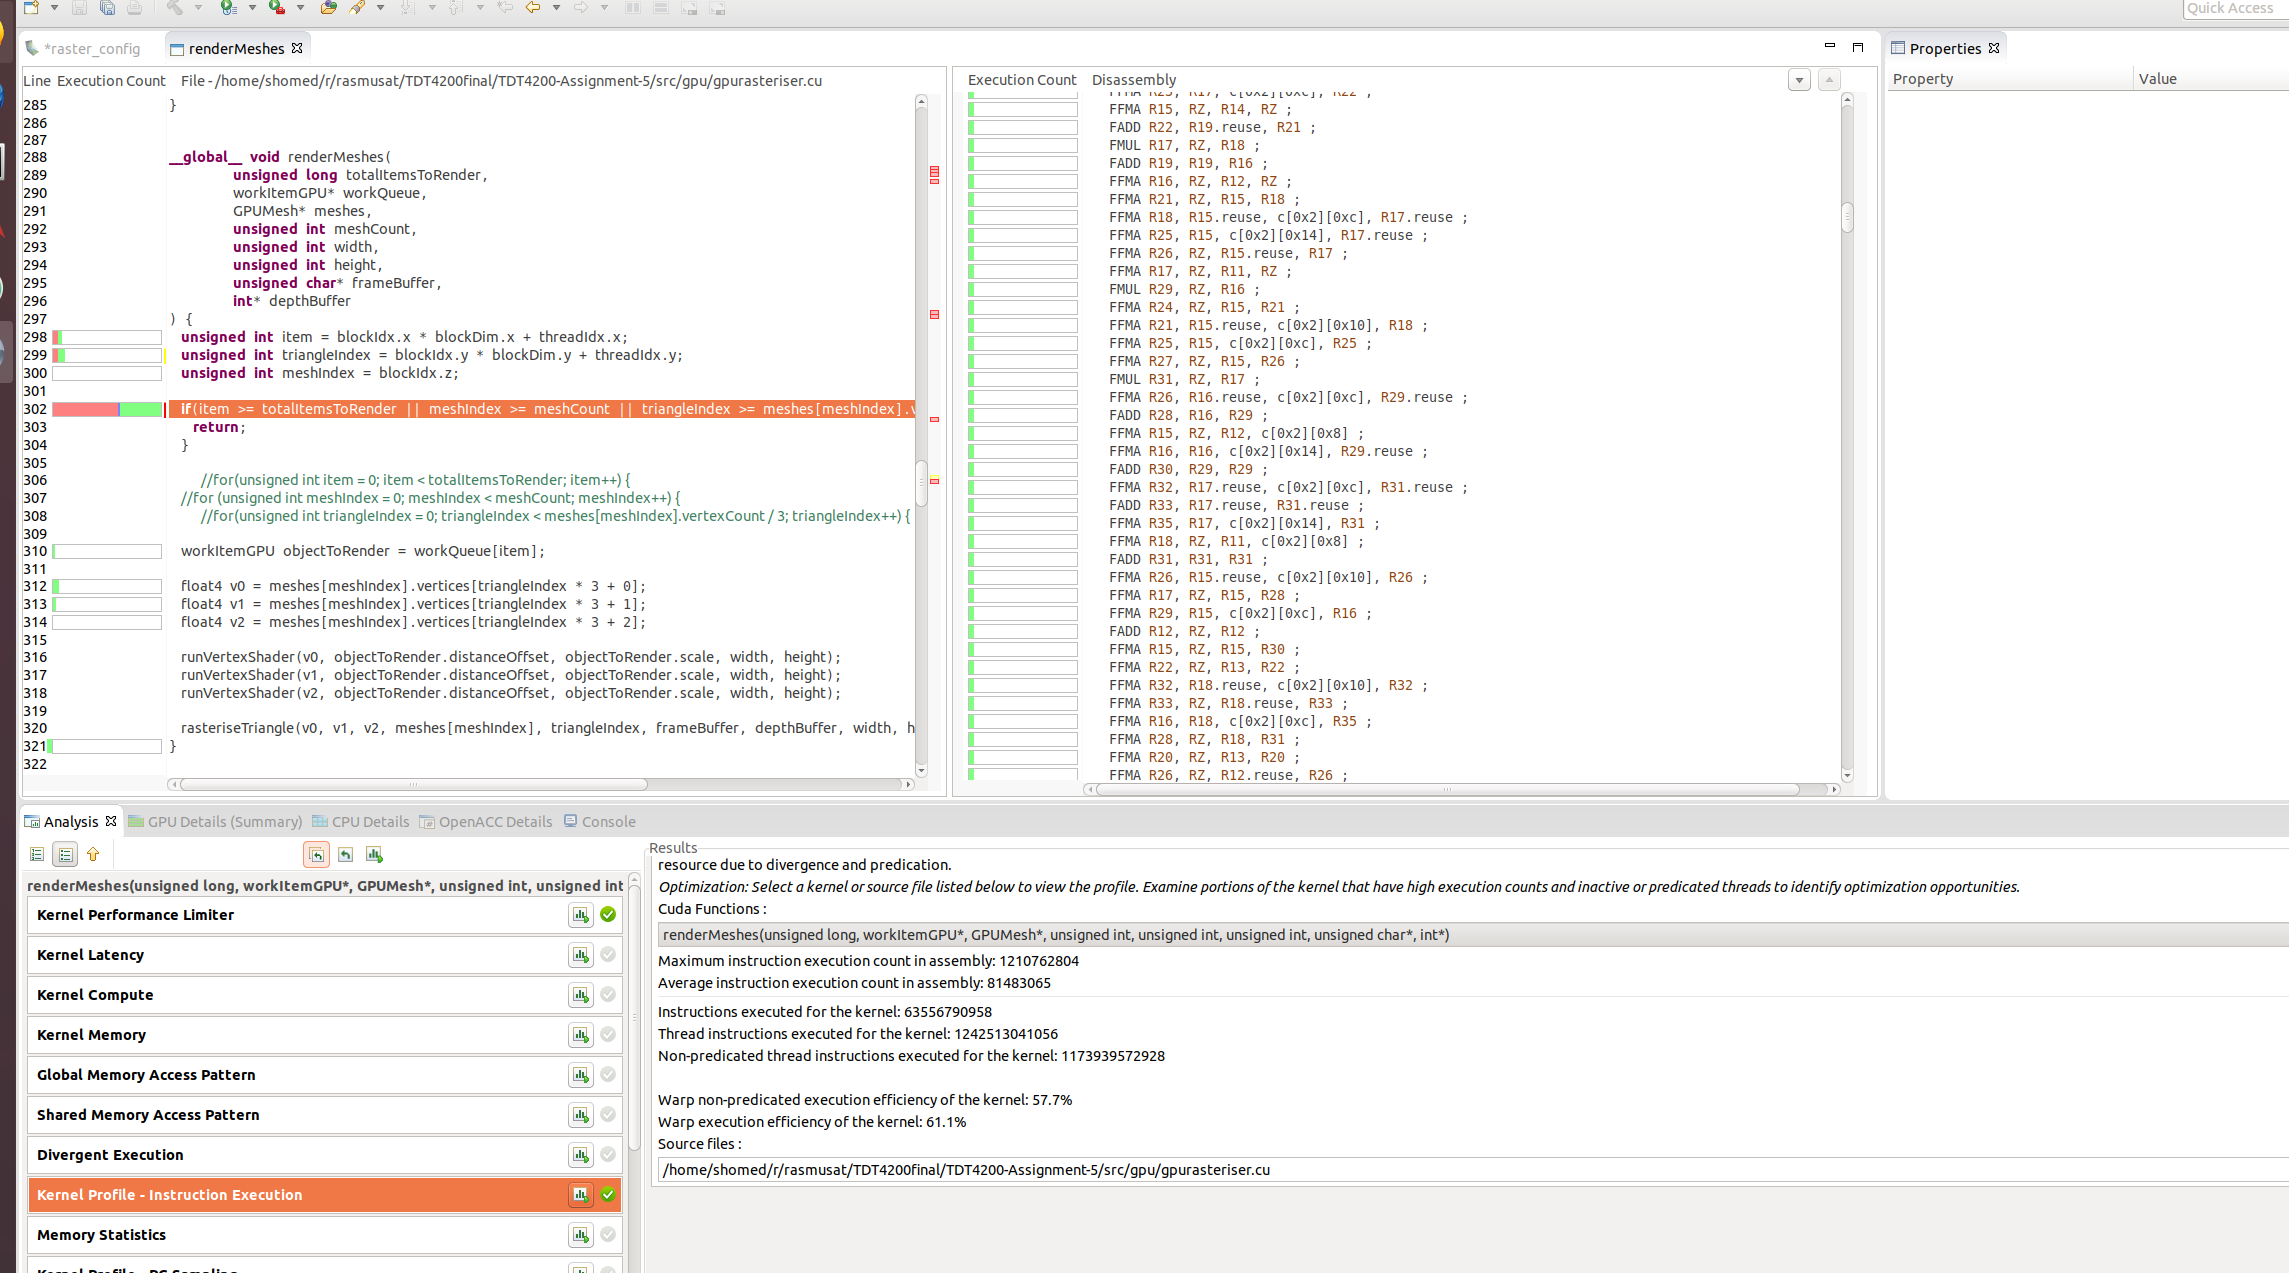 Quick Access
*raster_config
renderMeshes
Properties
Line Execution Count File - /home/shomed/r/rasmusat/TDT4200final/TDT4200-Assignment-5/src/gpu/gpurasteriser.cu
285 }
286
287
288 __global__ void renderMeshes(
289 unsigned long totalItemsToRender,
290 workItemGPU* workQueue,
291 GPUMesh* meshes,
292 unsigned int meshCount,
293 unsigned int width,
294 unsigned int height,
295 unsigned char* frameBuffer,
296 int* depthBuffer
297 ) {
298 unsigned int item = blockIdx.x * blockDim.x + threadIdx.x;
299 unsigned int triangleIndex = blockIdx.y * blockDim.y + threadIdx.y;
300 unsigned int meshIndex = blockIdx.z;
301
302 if(item >= totalItemsToRender || meshIndex >= meshCount || triangleIndex >= meshes[meshIndex].
303 return;
304 }
305
306 //for(unsigned int item = 0; item < totalItemsToRender; item++) {
307 //for (unsigned int meshIndex = 0; meshIndex < meshCount; meshIndex++) {
308 //for(unsigned int triangleIndex = 0; triangleIndex < meshes[meshIndex].vertexCount / 3; triangleIndex++) {
309
310 workItemGPU objectToRender = workQueue[item];
311
312 float4 v0 = meshes[meshIndex].vertices[triangleIndex * 3 + 0];
313 float4 v1 = meshes[meshIndex].vertices[triangleIndex * 3 + 1];
314 float4 v2 = meshes[meshIndex].vertices[triangleIndex * 3 + 2];
315
316 runVertexShader(v0, objectToRender.distanceOffset, objectToRender.scale, width, height);
317 runVertexShader(v1, objectToRender.distanceOffset, objectToRender.scale, width, height);
318 runVertexShader(v2, objectToRender.distanceOffset, objectToRender.scale, width, height);
319
320 rasteriseTriangle(v0, v1, v2, meshes[meshIndex], triangleIndex, frameBuffer, depthBuffer, width, h
321 }
322
Execution Count Disassembly
FFMA R15, RZ, R14, RZ ;
FADD R22, R19.reuse, R21 ;
FMUL R17, RZ, R18 ;
FADD R19, R19, R16 ;
FFMA R16, RZ, R12, RZ ;
FFMA R21, RZ, R15, R18 ;
FFMA R18, R15.reuse, c[0x2][0xc], R17.reuse ;
FFMA R25, R15, c[0x2][0x14], R17.reuse ;
FFMA R26, RZ, R15.reuse, R17 ;
FFMA R17, RZ, R11, RZ ;
FMUL R29, RZ, R16 ;
FFMA R24, RZ, R15, R21 ;
FFMA R21, R15.reuse, c[0x2][0x10], R18 ;
FFMA R25, R15, c[0x2][0xc], R25 ;
FFMA R27, RZ, R15, R26 ;
FMUL R31, RZ, R17 ;
FFMA R26, R16.reuse, c[0x2][0xc], R29.reuse ;
FADD R28, R16, R29 ;
FFMA R15, RZ, R12, c[0x2][0x8] ;
FFMA R16, R16, c[0x2][0x14], R29.reuse ;
FADD R30, R29, R29 ;
FFMA R32, R17.reuse, c[0x2][0xc], R31.reuse ;
FADD R33, R17.reuse, R31.reuse ;
FFMA R35, R17, c[0x2][0x14], R31 ;
FFMA R18, RZ, R11, c[0x2][0x8] ;
FADD R31, R31, R31 ;
FFMA R26, R15.reuse, c[0x2][0x10], R26 ;
FFMA R17, RZ, R15, R28 ;
FFMA R29, R15, c[0x2][0xc], R16 ;
FADD R12, RZ, R12 ;
FFMA R15, RZ, R15, R30 ;
FFMA R22, RZ, R13, R22 ;
FFMA R32, R18.reuse, c[0x2][0x10], R32 ;
FFMA R33, RZ, R18.reuse, R33 ;
FFMA R16, R18, c[0x2][0xc], R35 ;
FFMA R28, RZ, R18, R31 ;
FFMA R20, RZ, R13, R20 ;
FFMA R26, RZ, R12.reuse, R26 ;
Property Value
Analysis
GPU Details (Summary)
CPU Details
OpenACC Details
Console
renderMeshes(unsigned long, workItemGPU*, GPUMesh*, unsigned int, unsigned int
Kernel Performance Limiter
Kernel Latency
Kernel Compute
Kernel Memory
Global Memory Access Pattern
Shared Memory Access Pattern
Divergent Execution
Kernel Profile - Instruction Execution
Memory Statistics
Results
resource due to divergence and predication.
Optimization: Select a kernel or source file listed below to view the profile. Examine portions of the kernel that have high execution counts and inactive or predicated threads to identify optimization opportunities.
Cuda Functions :
renderMeshes(unsigned long, workItemGPU*, GPUMesh*, unsigned int, unsigned int, unsigned int, unsigned char*, int*)
Maximum instruction execution count in assembly: 1210762804
Average instruction execution count in assembly: 81483065
Instructions executed for the kernel: 63556790958
Thread instructions executed for the kernel: 1242513041056
Non-predicated thread instructions executed for the kernel: 1173939572928
Warp non-predicated execution efficiency of the kernel: 57.7%
Warp execution efficiency of the kernel: 61.1%
Source files :
/home/shomed/r/rasmusat/TDT4200final/TDT4200-Assignment-5/src/gpu/gpurasteriser.cu